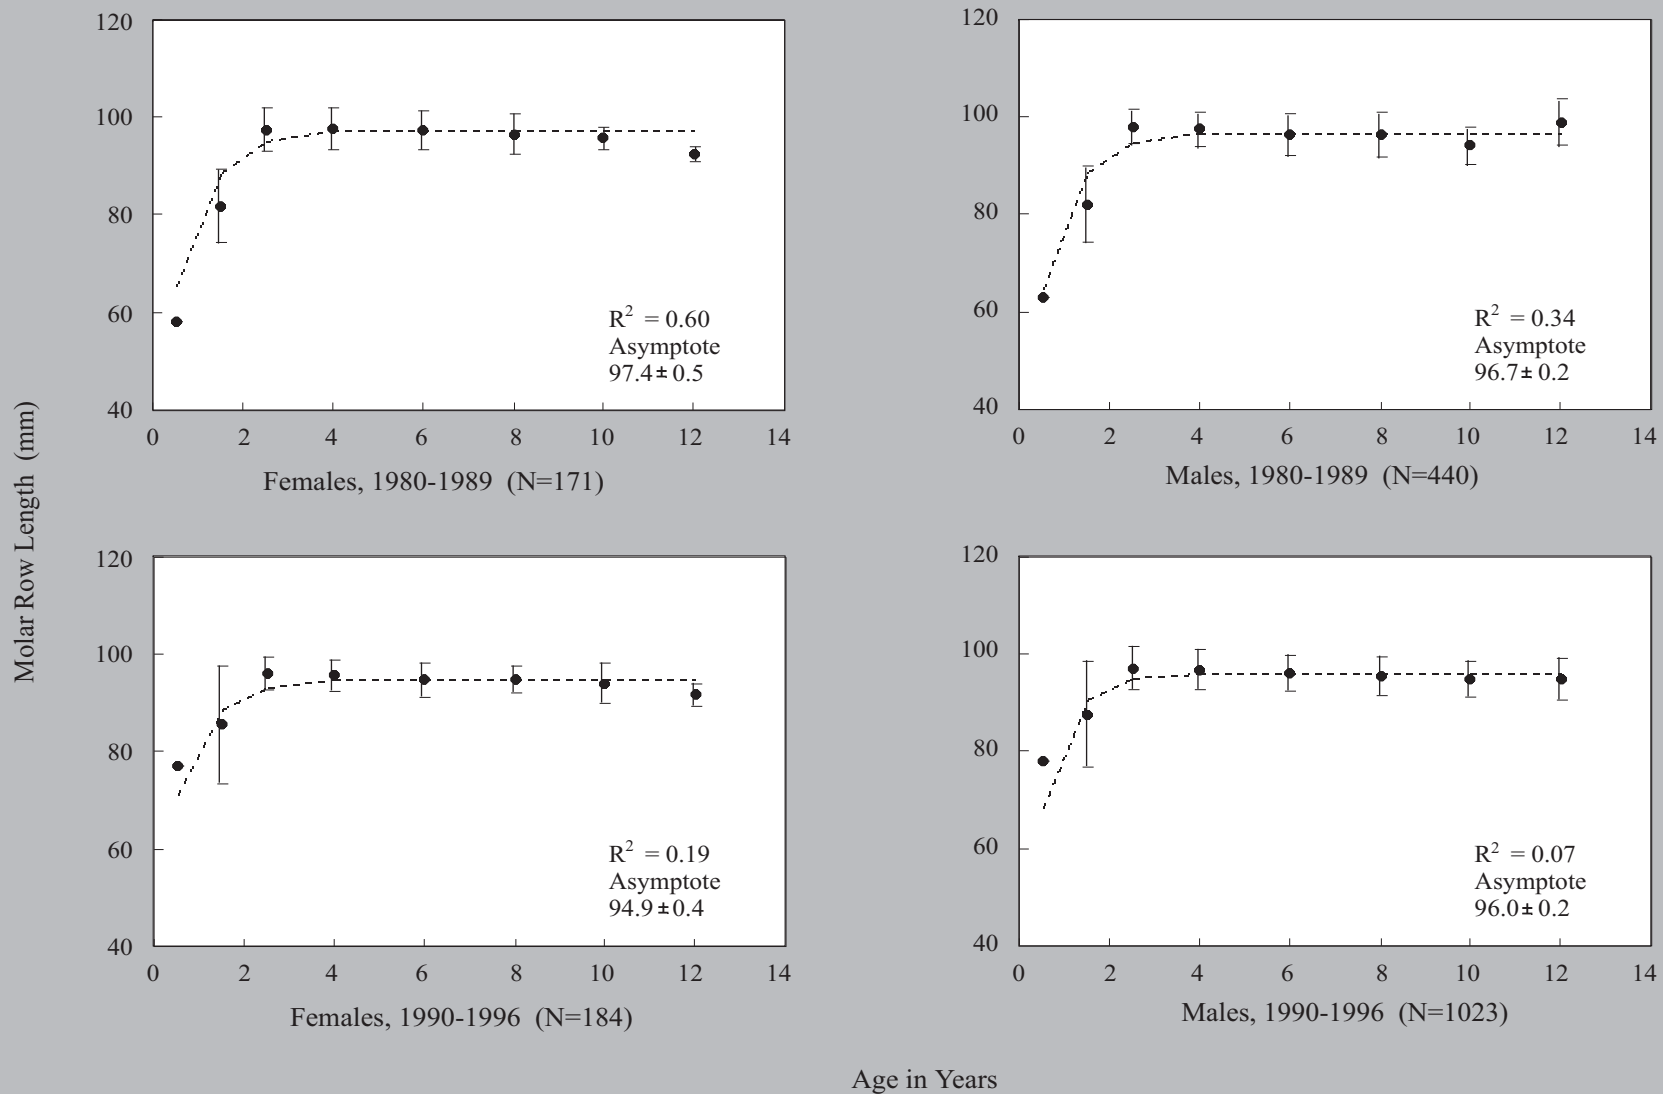 Molar Row Length (mm)
120
100
80
60
40
0 2 4 6 8 10 12 14
R² = 0.60
Asymptote
97.4 ± 0.5
Females, 1980-1989 (N=171)
120
100
80
60
40
0 2 4 6 8 10 12 14
R² = 0.34
Asymptote
96.7 ± 0.2
Males, 1980-1989 (N=440)
120
100
80
60
40
0 2 4 6 8 10 12 14
R² = 0.19
Asymptote
94.9 ± 0.4
Females, 1990-1996 (N=184)
120
100
80
60
40
0 2 4 6 8 10 12 14
R² = 0.07
Asymptote
96.0 ± 0.2
Males, 1990-1996 (N=1023)
Age in Years